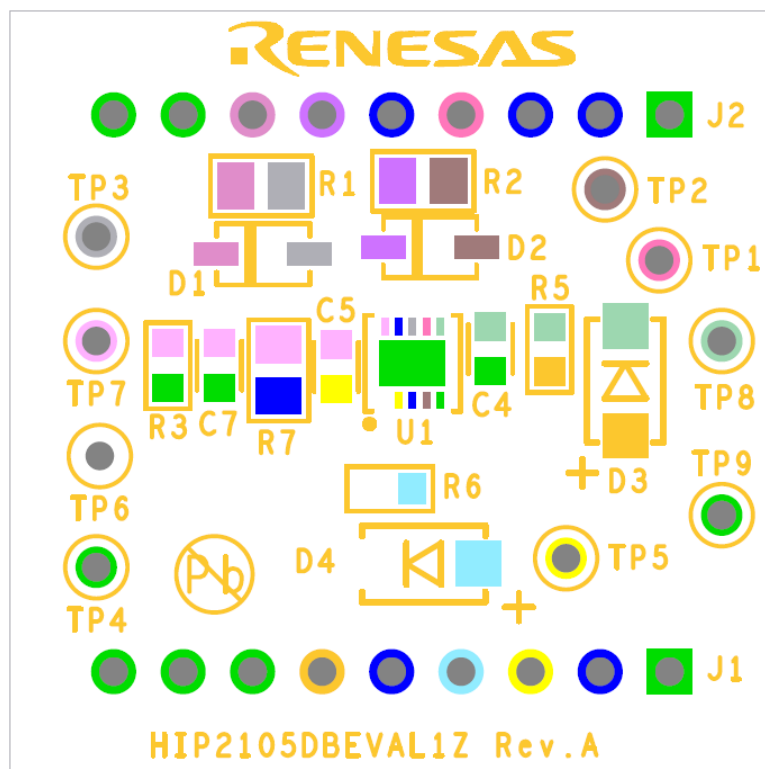 RENESAS
J2
TP3
R1
R2
TP2
D1
D2
TP1
C5
R5
TP7
R3
C7
R7
U1
C4
D3
TP8
TP6
R6
TP9
Pb
D4
TP5
TP4
J1
HIP2105DBEVAL1Z Rev.A